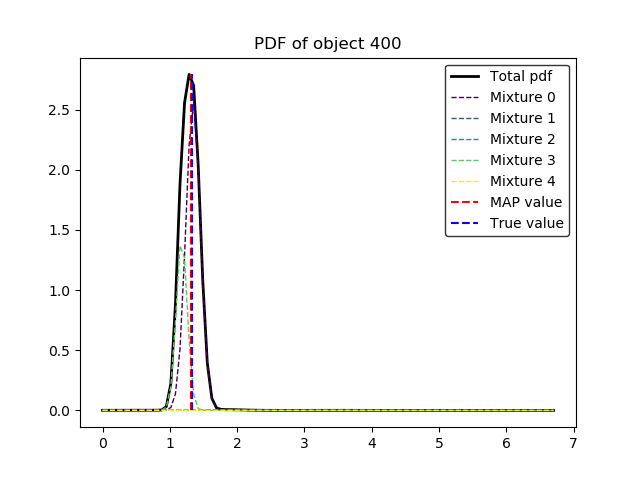 PDF of object 400
Total pdf
Mixture 0
Mixture 1
Mixture 2
Mixture 3
Mixture 4
MAP value
True value
2.5
2.0
1.5
1.0
0.5
0.0
0 1 2 3 4 5 6 7